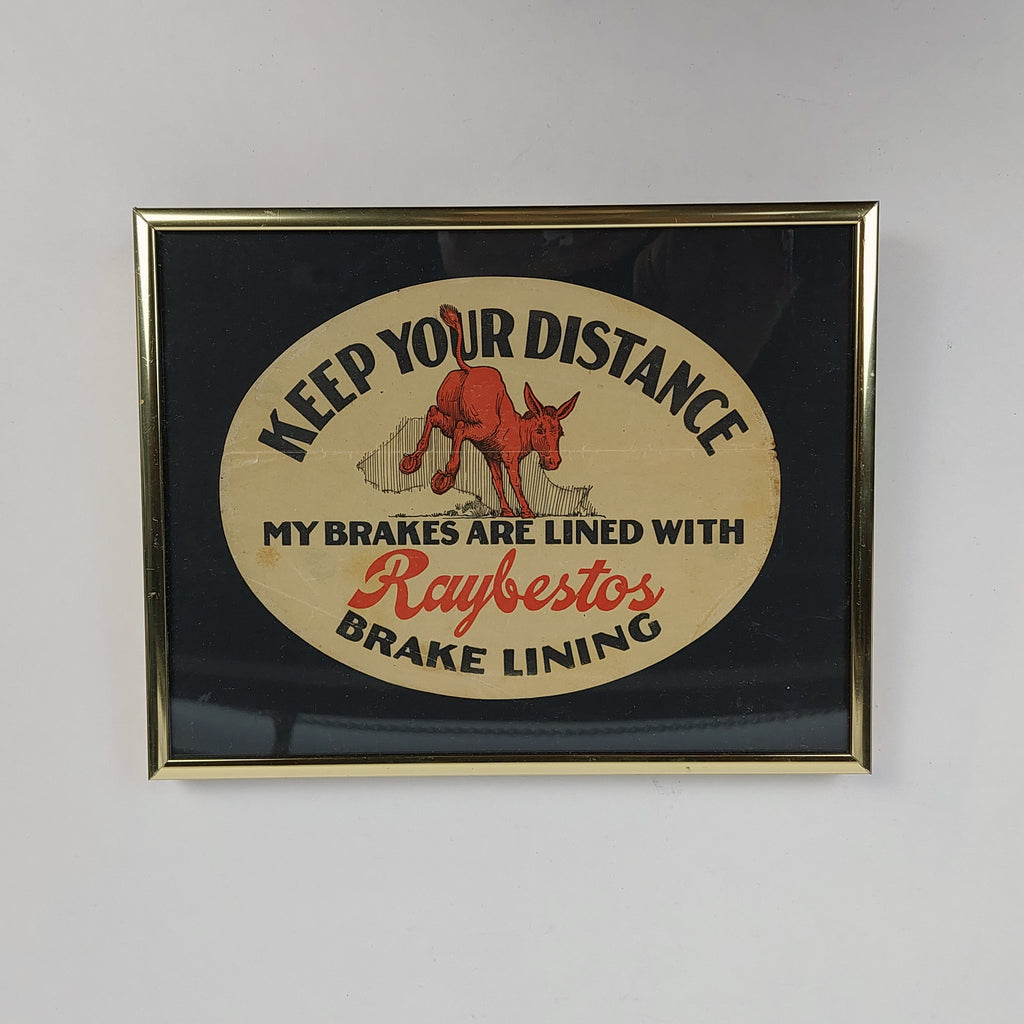 KEEP YOUR DISTANCE
MY BRAKES ARE LINED WITH
Raybestos
BRAKE LINING